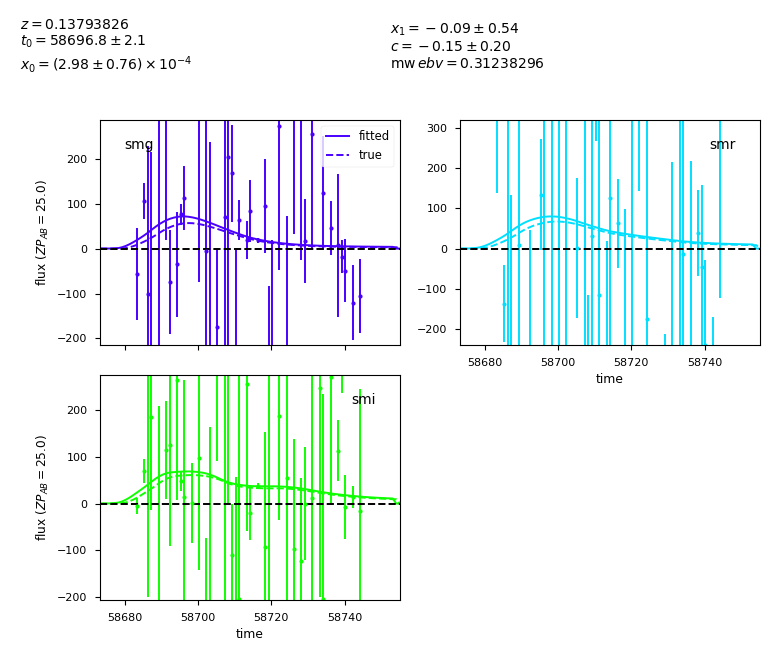 z = 0.13793826
t0 = 58696.8 ± 2.1
x0 = (2.98 ± 0.76) × 10^−4
x1 = −0.09 ± 0.54
c = −0.15 ± 0.20
mw ebv = 0.31238296
smg
fitted
true
200
100
0
−100
−200
flux (ZP_AB = 25.0)
smr
300
200
100
0
−100
−200
58680 58700 58720 58740
time
smi
200
100
0
−100
−200
flux (ZP_AB = 25.0)
58680 58700 58720 58740
time